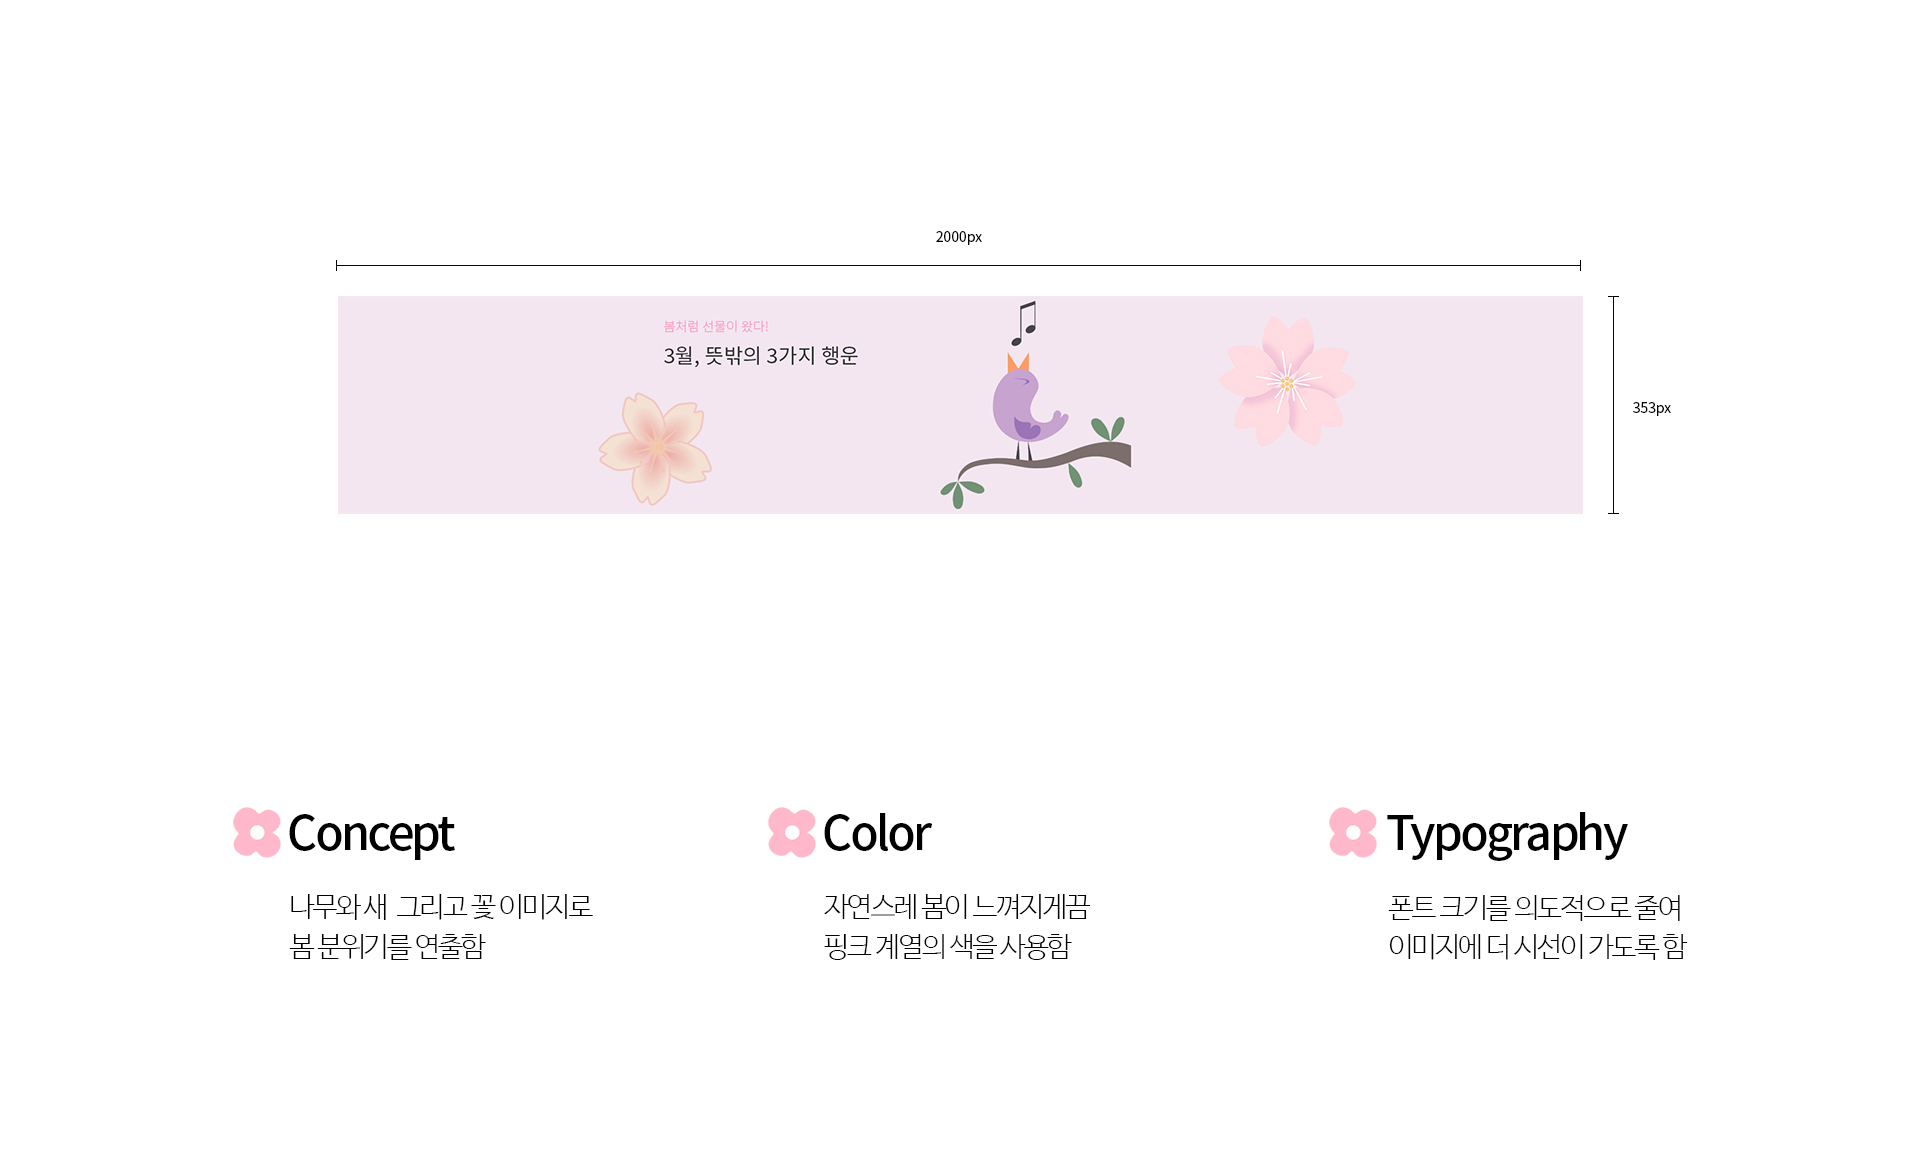 2000px
봄처럼 선물이 왔다!
3월, 뜻밖의 3가지 행운
353px
Concept
나무와 새 그리고 꽃 이미지로
봄 분위기를 연출함
Color
자연스레 봄이 느껴지게끔
핑크 계열의 색을 사용함
Typography
폰트 크기를 의도적으로 줄여
이미지에 더 시선이 가도록 함